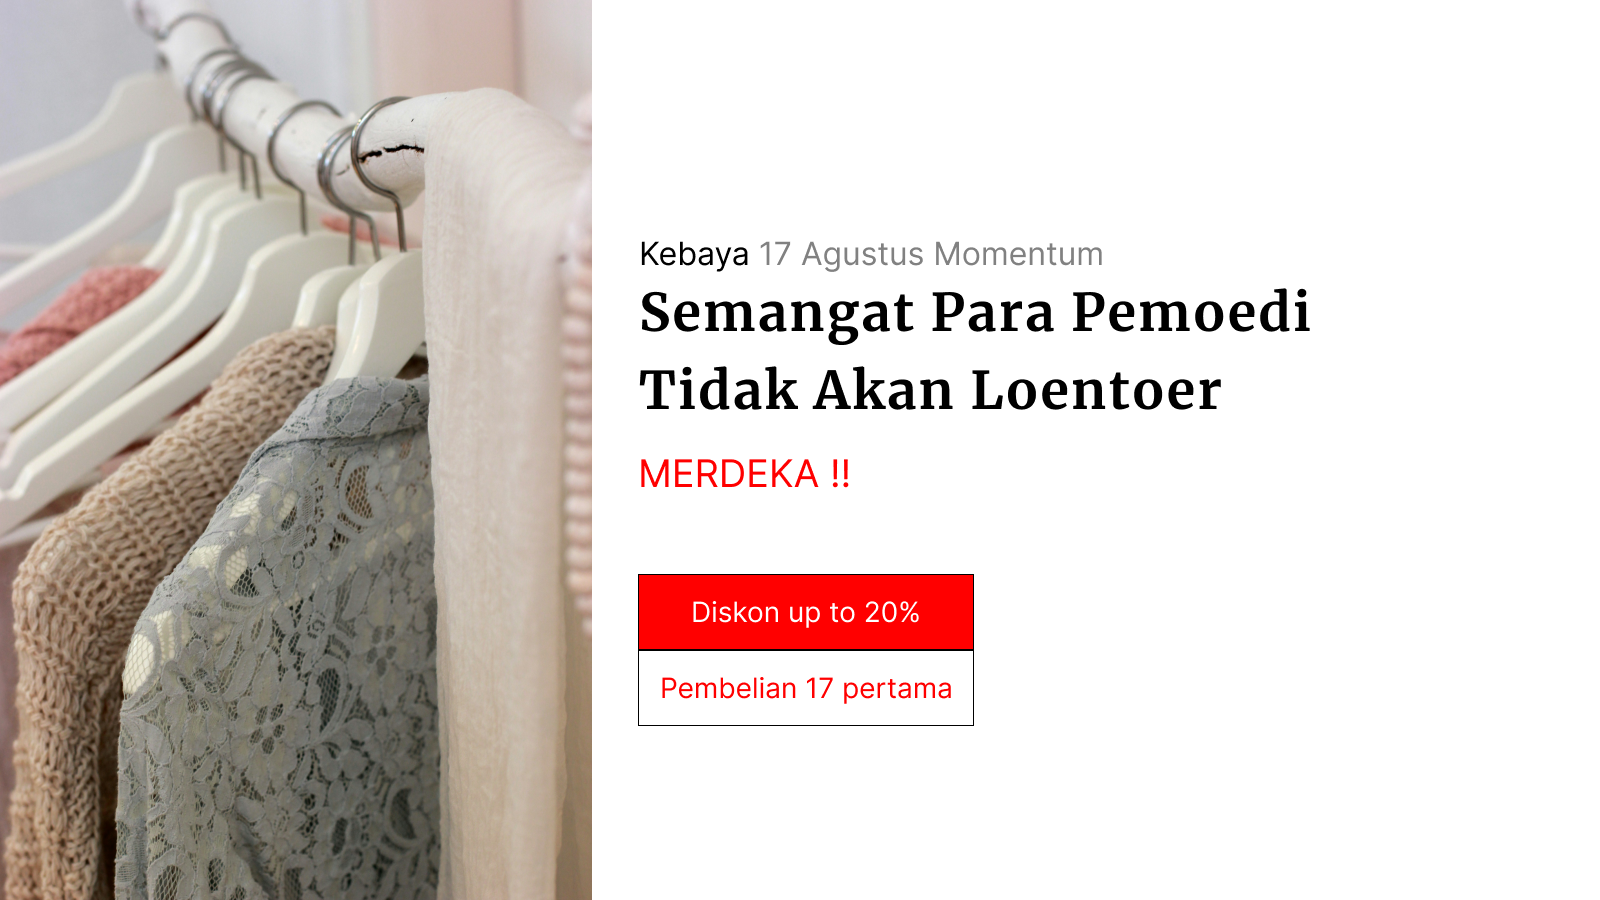 Kebaya 17 Agustus Momentum
Semangat Para Pemoedi
Tidak Akan Loentoer
MERDEKA !!
Diskon up to 20%
Pembelian 17 pertama